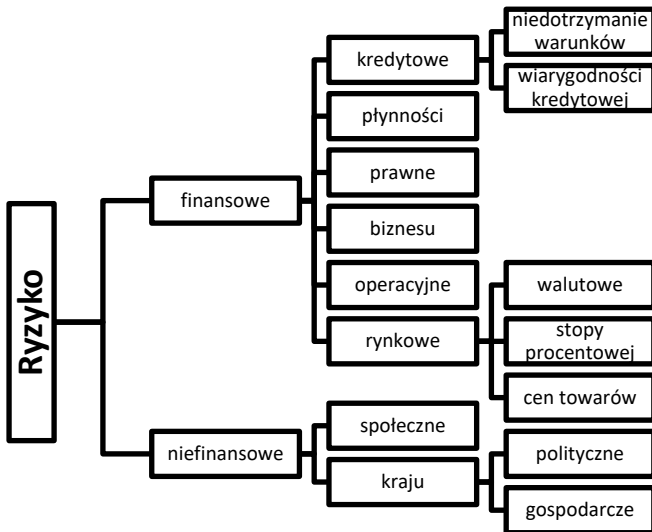 Ryzyko
finansowe
kredytowe
niedotrzymanie
warunków
wiarygodności
kredytowej
płynności
prawne
biznesu
operacyjne
rynkowe
walutowe
stopy
procentowej
cen towarów
niefinansowe
społeczne
kraju
polityczne
gospodarcze